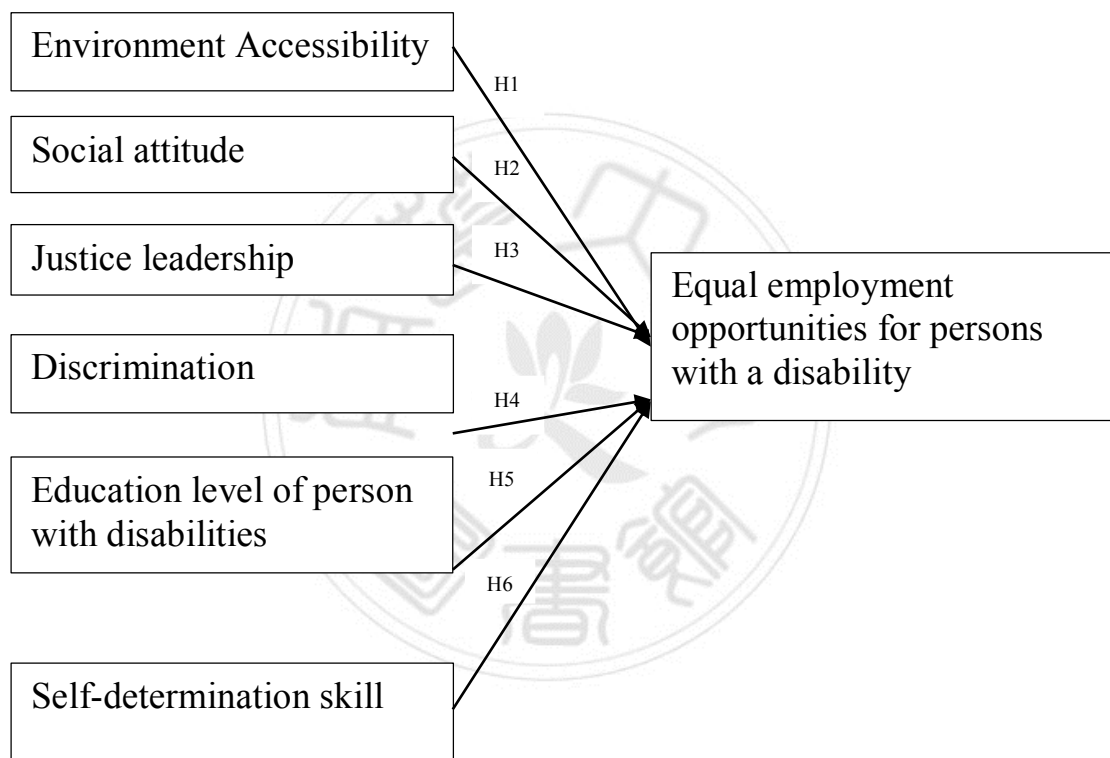 Environment Accessibility
H1
Social attitude
H2
Justice leadership
H3
Equal employment
opportunities for persons
with a disability
Discrimination
H4
Education level of person
with disabilities
H5
H6
Self-determination skill